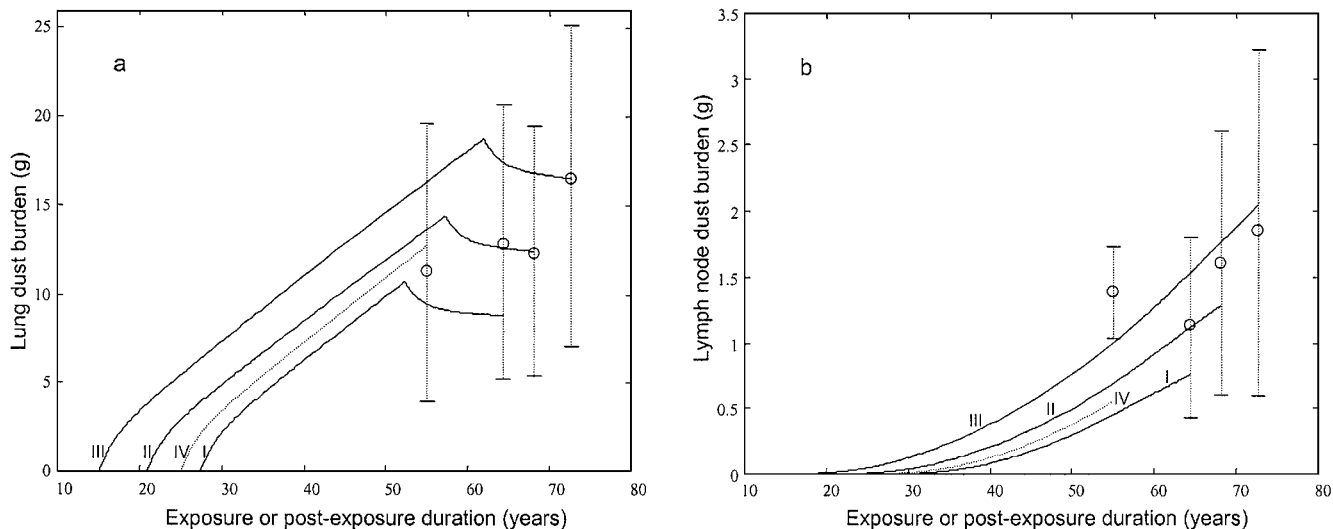 a
Lung dust burden (g)
25
20
15
10
5
0
III
II
IV
I
10 20 30 40 50 60 70 80
Exposure or post-exposure duration (years)
b
Lymph node dust burden (g)
3.5
3
2.5
2
1.5
1
0.5
0
III
II
IV
I
10 20 30 40 50 60 70 80
Exposure or post-exposure duration (years)